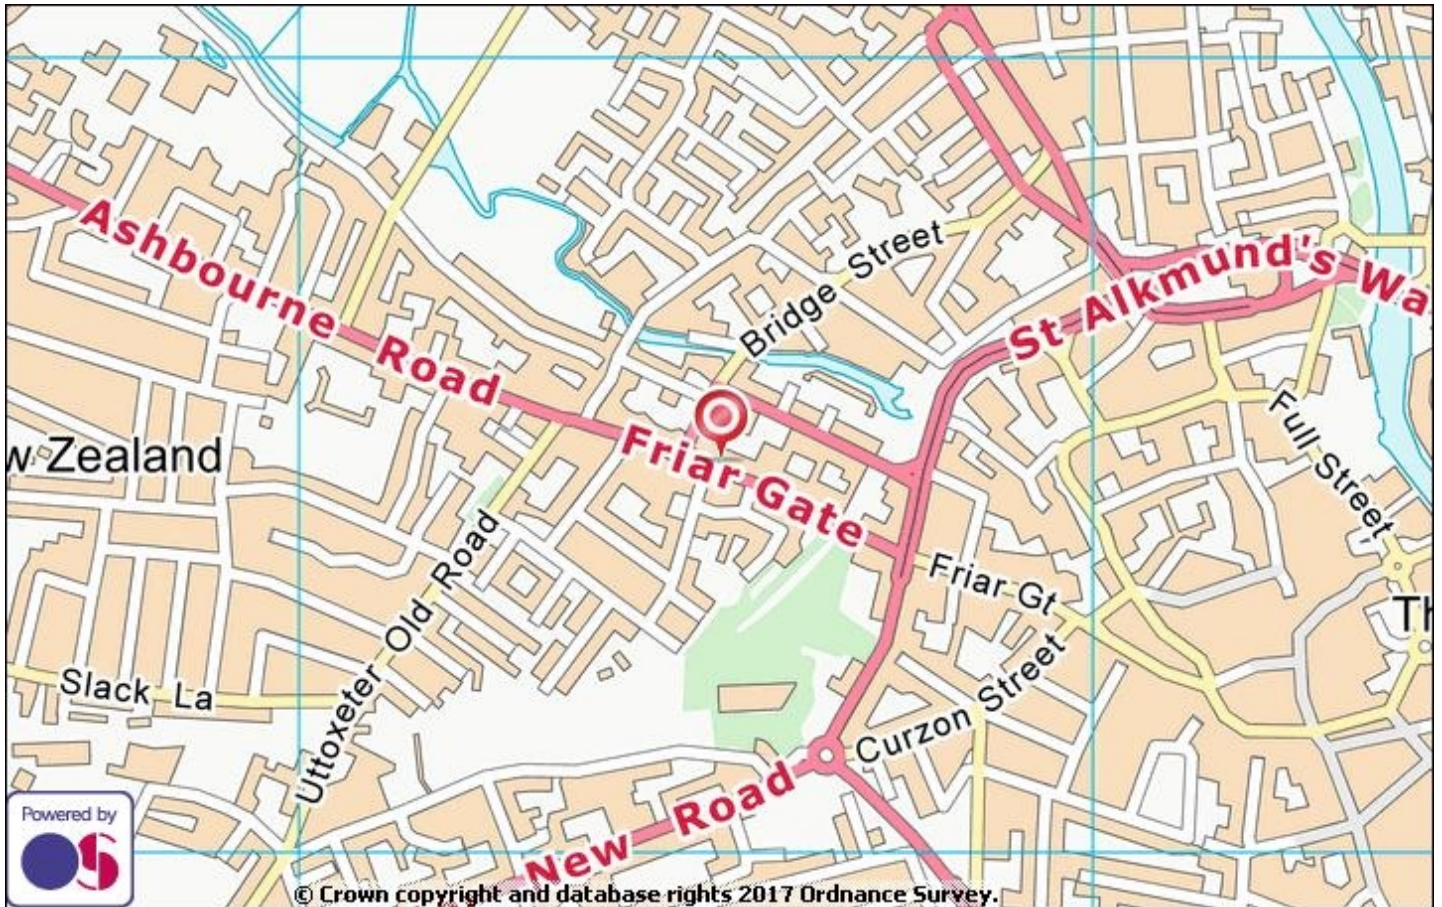 Ashbourne Road
Bridge Street
St Alkmund's Wa
w Zealand
Friar Gate
Full Street
Friar Gt
Th
Slack La
Uttoxeter Old Road
Curzon Street
New Road
Powered by
OS
© Crown copyright and database rights 2017 Ordnance Survey.